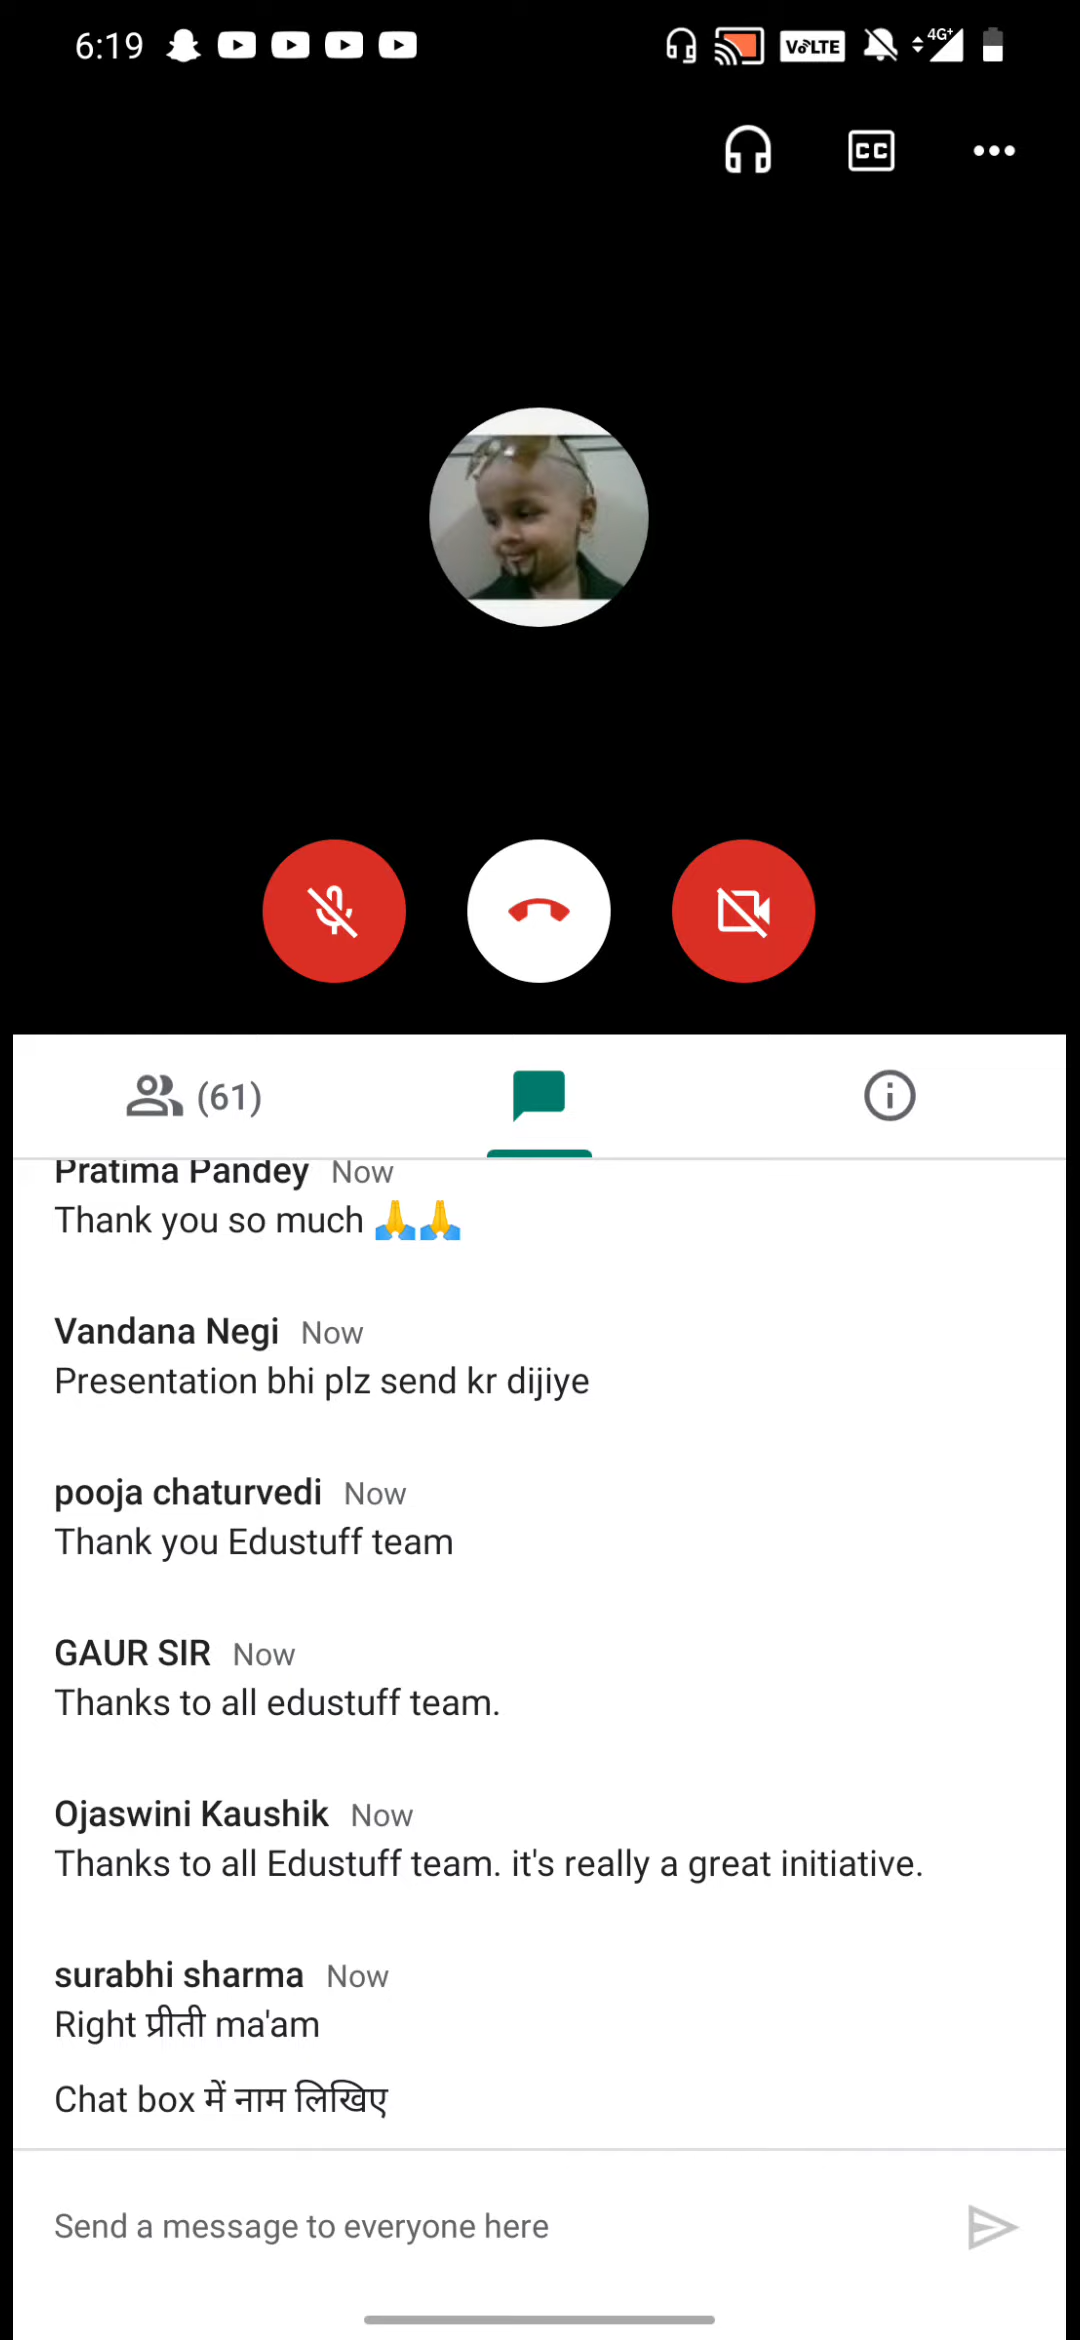 6:19
VoLTE
4G+
CC
(61)
Pratima Pandey Now
Thank you so much 🙏🙏
Vandana Negi Now
Presentation bhi plz send kr dijiye
pooja chaturvedi Now
Thank you Edustuff team
GAUR SIR Now
Thanks to all edustuff team.
Ojaswini Kaushik Now
Thanks to all Edustuff team. it's really a great initiative.
surabhi sharma Now
Right प्रीती ma'am
Chat box में नाम लिखिए
Send a message to everyone here